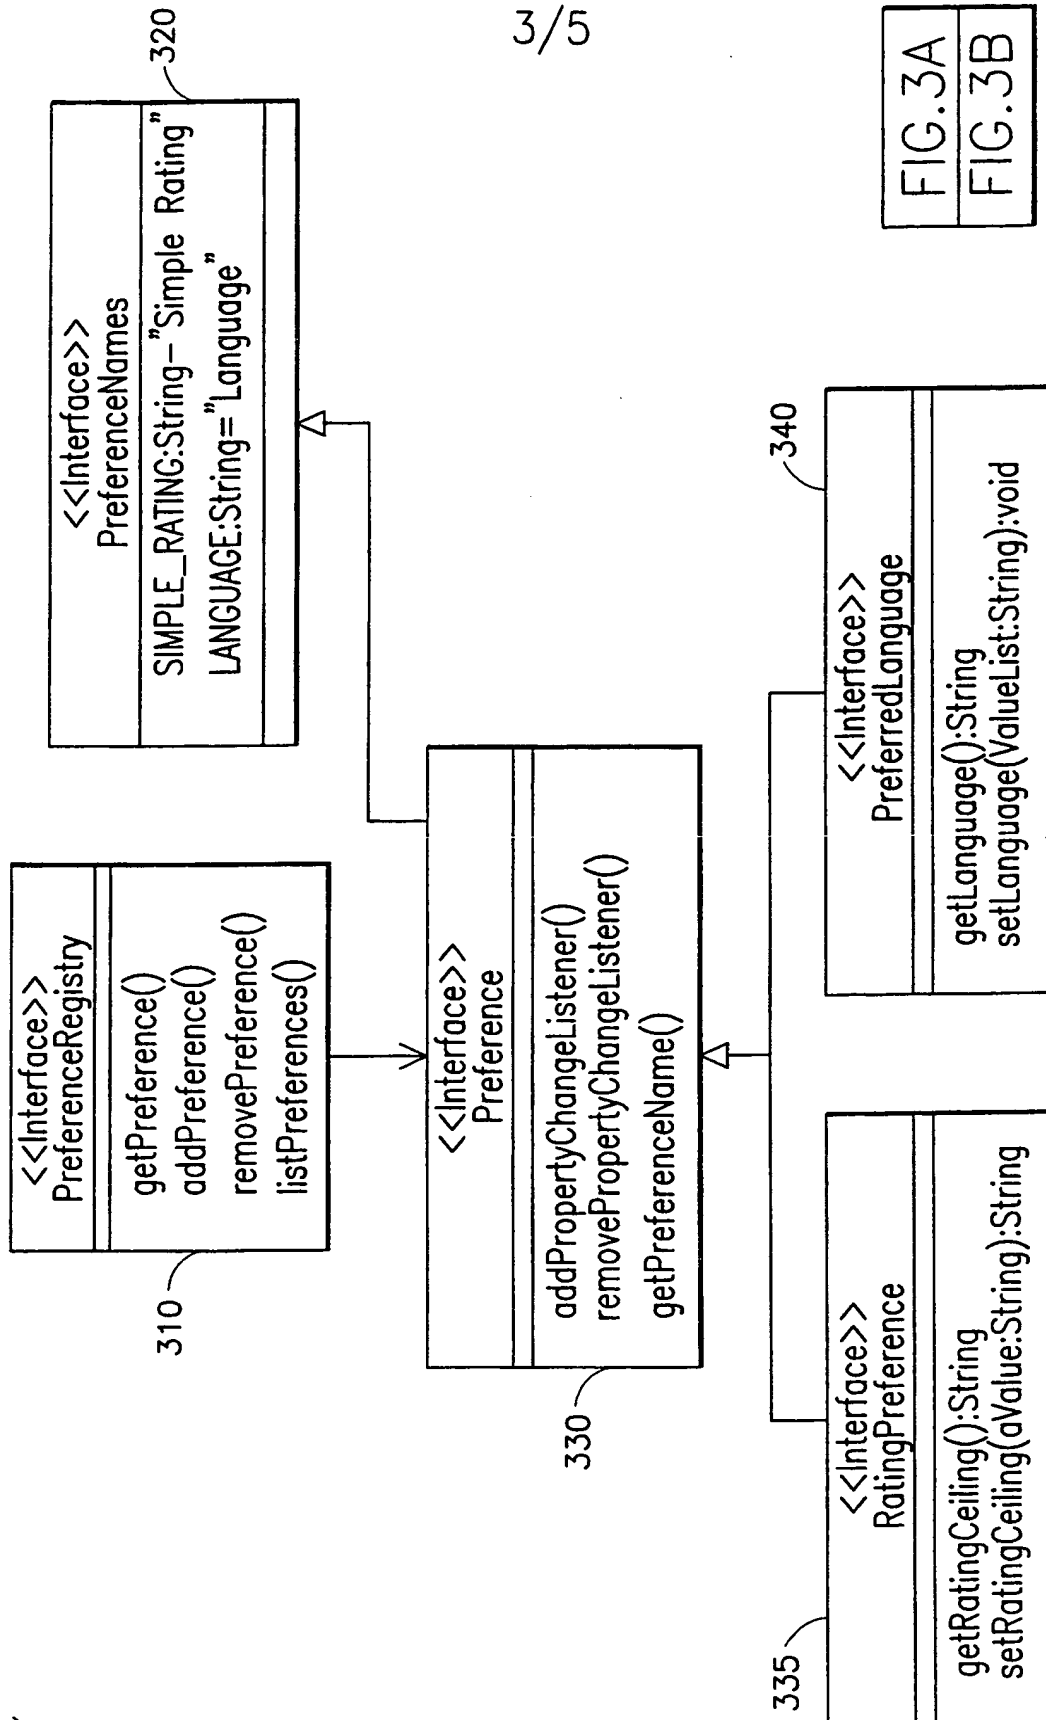 3/5
<<Interface>>
PreferenceRegistry
getPreference()
addPreference()
removePreference()
listPreferences()
310
<<Interface>>
PreferenceNames
SIMPLE_RATING:String-"Simple Rating"
LANGUAGE:String="Language"
320
<<Interface>>
Preference
addPropertyChangeListener()
removePropertyChangeListener()
getPreferenceName()
330
<<Interface>>
RatingPreference
getRatingCeiling():String
setRatingCeiling(aValue:String):String
335
<<Interface>>
PreferredLanguage
getLanguage():String
setLanguage(ValueList:String):void
340
FIG.3A
FIG.3B